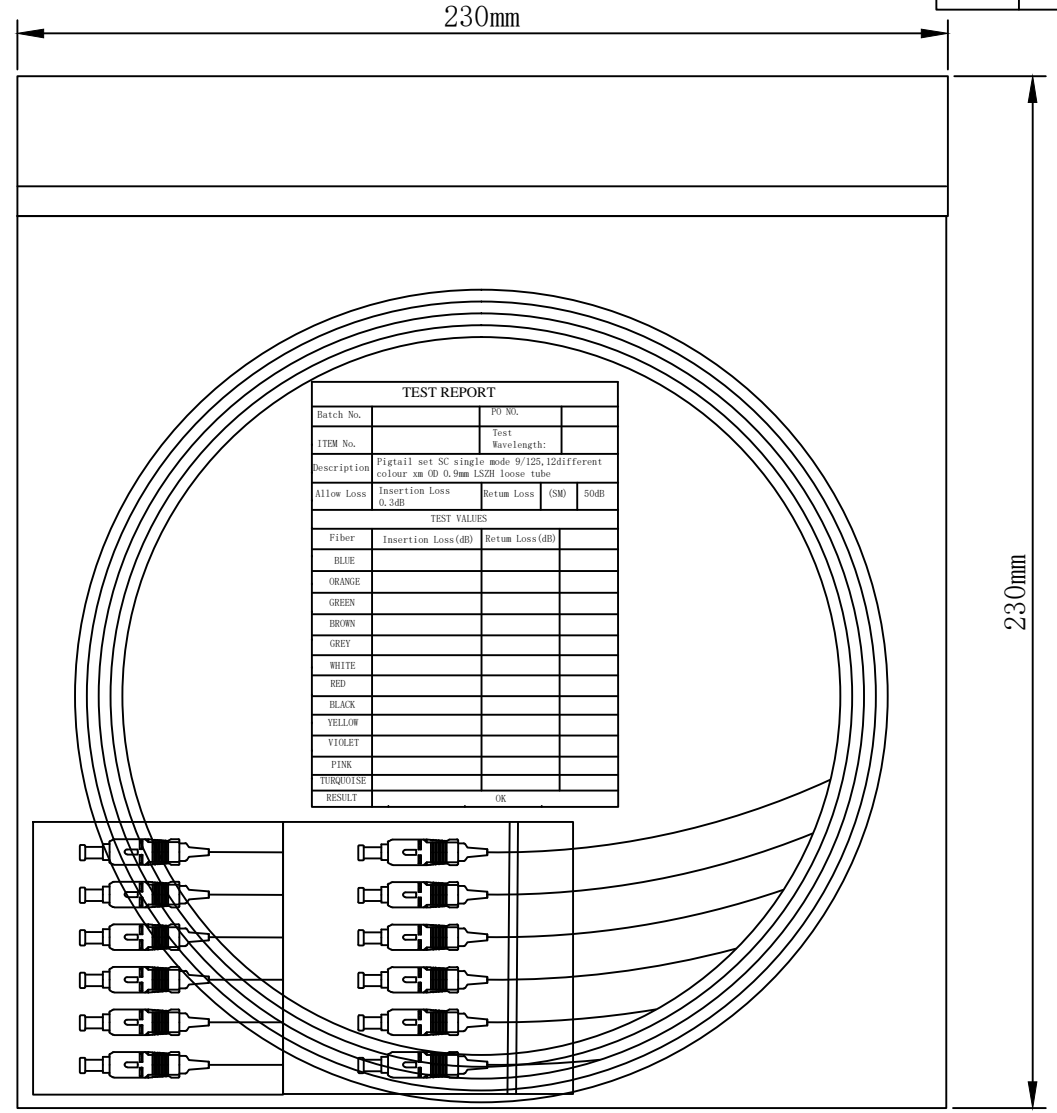 230mm
230mm
TEST REPORT
Batch No. PO NO.
ITEM No. Test Wavelength:
Description Pigtail set SC single mode 9/125,12different
colour xm OD 0.9mm LSZH loose tube
Allow Loss Insertion Loss 0.3dB Retum Loss (SM) 50dB
TEST VALUES
Fiber Insertion Loss(dB) Retum Loss(dB)
BLUE
ORANGE
GREEN
BROWN
GREY
WHITE
RED
BLACK
YELLOW
VIOLET
PINK
TURQUOISE
RESULT OK